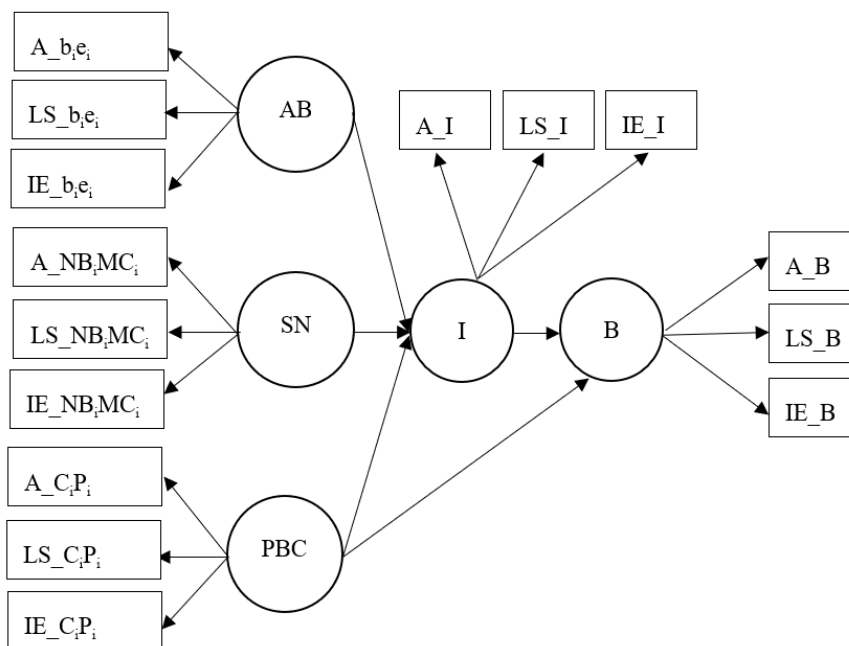 A_bᵢeᵢ
LS_bᵢeᵢ
IE_bᵢeᵢ
AB
A_I
LS_I
IE_I
A_NBᵢMCᵢ
LS_NBᵢMCᵢ
IE_NBᵢMCᵢ
SN
I
B
A_B
LS_B
IE_B
A_CᵢPᵢ
LS_CᵢPᵢ
IE_CᵢPᵢ
PBC